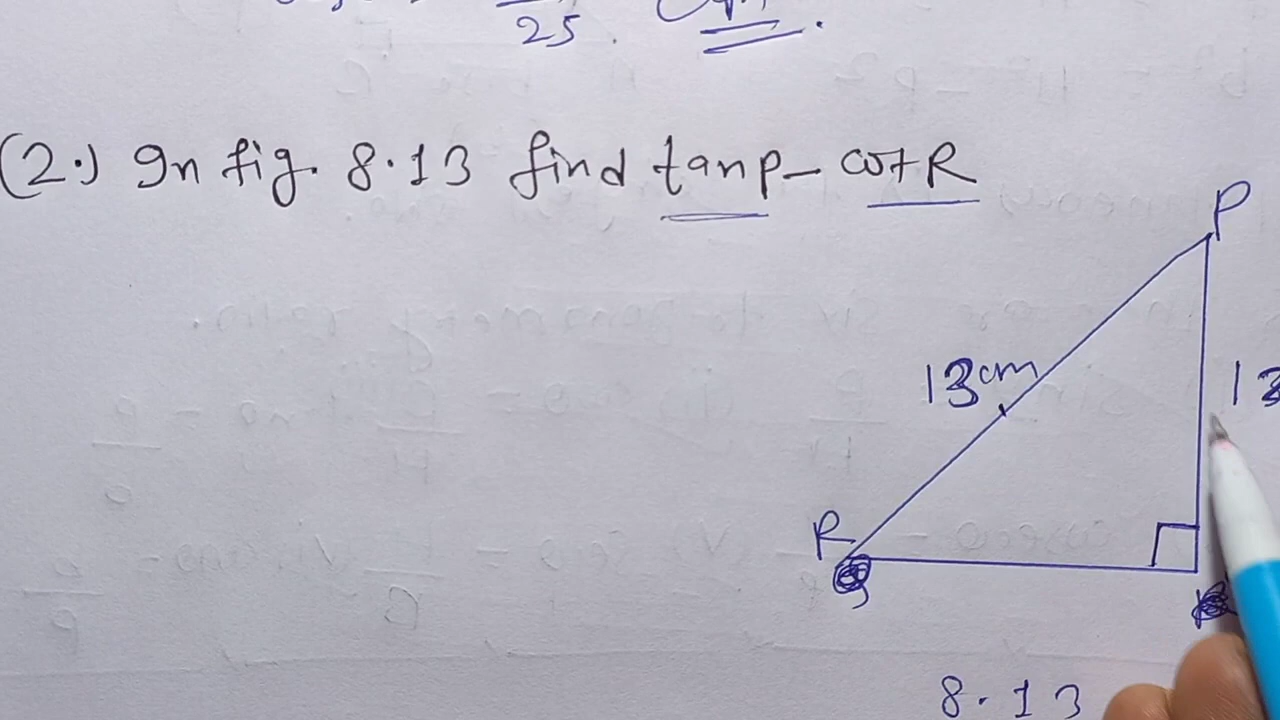 25.
(2.) In fig. 8.13 find tanP - cotR
P
13cm
R
8.13